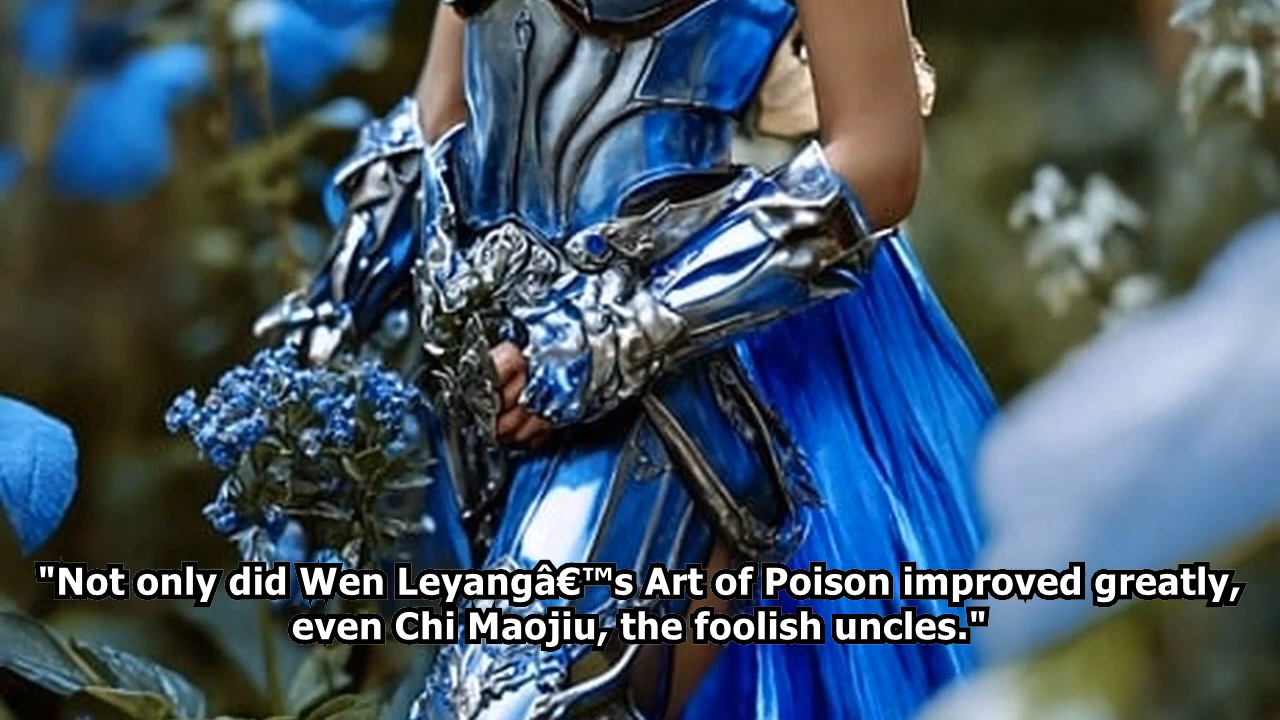 "Not only did Wen Leyangâ€™s Art of Poison improved greatly,
even Chi Maojiu, the foolish uncles."